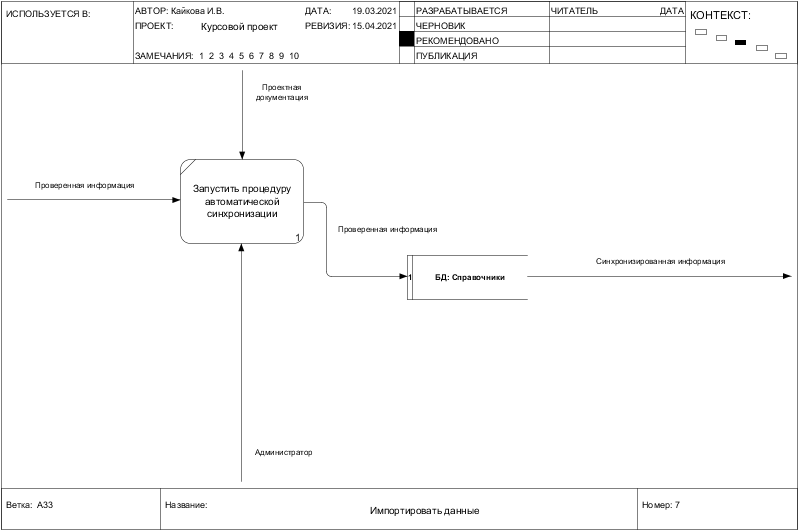 ИСПОЛЬЗУЕТСЯ В:
АВТОР: Кайкова И.В.
ДАТА: 19.03.2021
ПРОЕКТ: Курсовой проект
РЕВИЗИЯ: 15.04.2021
ЗАМЕЧАНИЯ: 1 2 3 4 5 6 7 8 9 10
РАЗРАБАТЫВАЕТСЯ
ЧЕРНОВИК
РЕКОМЕНДОВАНО
ПУБЛИКАЦИЯ
ЧИТАТЕЛЬ
ДАТА
КОНТЕКСТ:
Проектная
документация
Проверенная информация
Запустить процедуру
автоматической
синхронизации
1
Проверенная информация
1
БД: Справочники
Синхронизированная информация
Администратор
Ветка: A33
Название:
Импортировать данные
Номер: 7